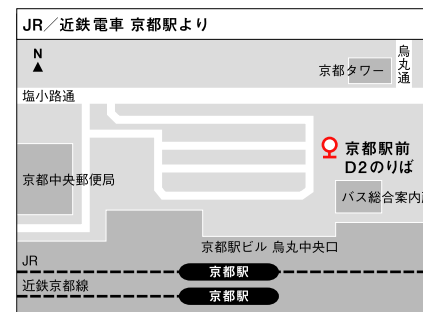 JR／近鉄電車 京都駅より
N
京都タワー
烏丸通
塩小路通
京都駅前
D2のりば
京都中央郵便局
バス総合案内
京都駅ビル 烏丸中央口
JR
京都駅
近鉄京都線
京都駅